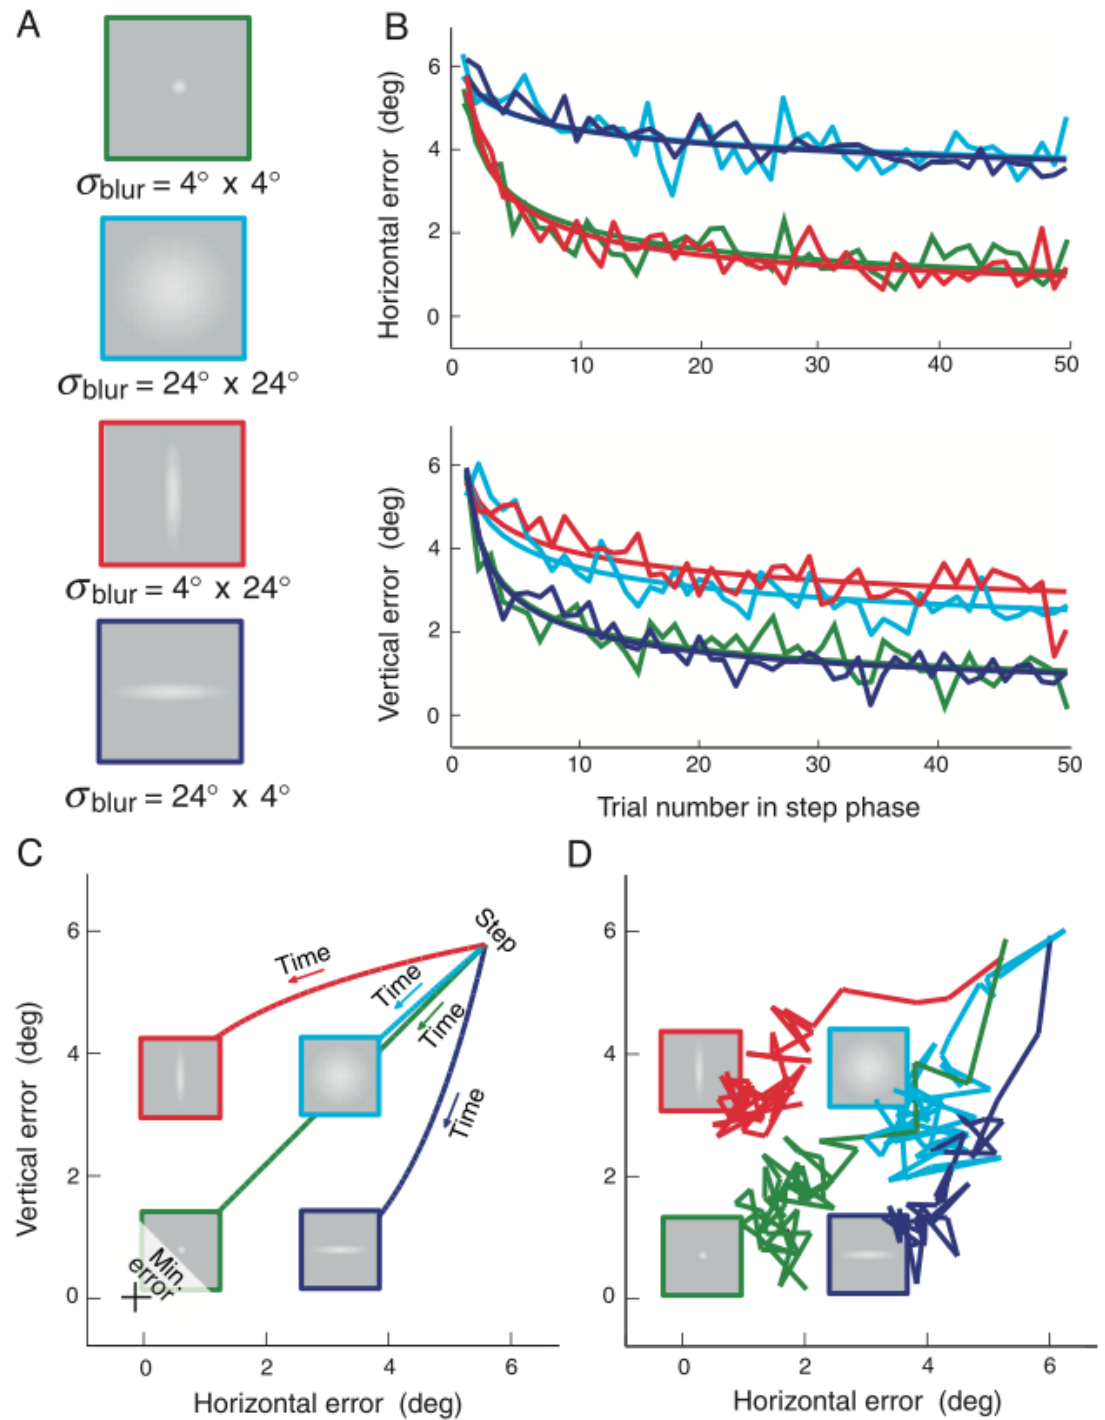 A
σblur = 4° x 4°
σblur = 24° x 24°
σblur = 4° x 24°
σblur = 24° x 4°
B
Horizontal error (deg)
6
4
2
0
0 10 20 30 40 50
Vertical error (deg)
6
4
2
0
0 10 20 30 40 50
Trial number in step phase
C
Vertical error (deg)
6
4
2
0
Step
Time
Time
Time
Time
Min.
error
0 2 4 6
Horizontal error (deg)
D
6
4
2
0
0 2 4 6
Horizontal error (deg)